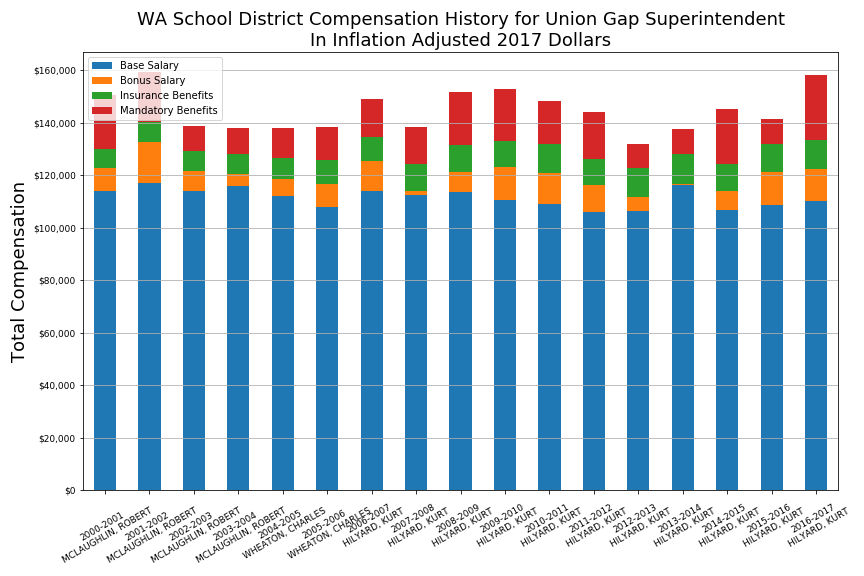 WA School District Compensation History for Union Gap Superintendent
In Inflation Adjusted 2017 Dollars
Base Salary
Bonus Salary
Insurance Benefits
Mandatory Benefits
Total Compensation
$160,000
$140,000
$120,000
$100,000
$80,000
$60,000
$40,000
$20,000
$0
2000-2001
MCLAUGHLIN, ROBERT
2001-2002
MCLAUGHLIN, ROBERT
2002-2003
MCLAUGHLIN, ROBERT
2003-2004
MCLAUGHLIN, ROBERT
2004-2005
WHEATON, CHARLES
2005-2006
WHEATON, CHARLES
2006-2007
HILYARD, KURT
2007-2008
HILYARD, KURT
2008-2009
HILYARD, KURT
2009-2010
HILYARD, KURT
2010-2011
HILYARD, KURT
2011-2012
HILYARD, KURT
2012-2013
HILYARD, KURT
2013-2014
HILYARD, KURT
2014-2015
HILYARD, KURT
2015-2016
HILYARD, KURT
2016-2017
HILYARD, KURT